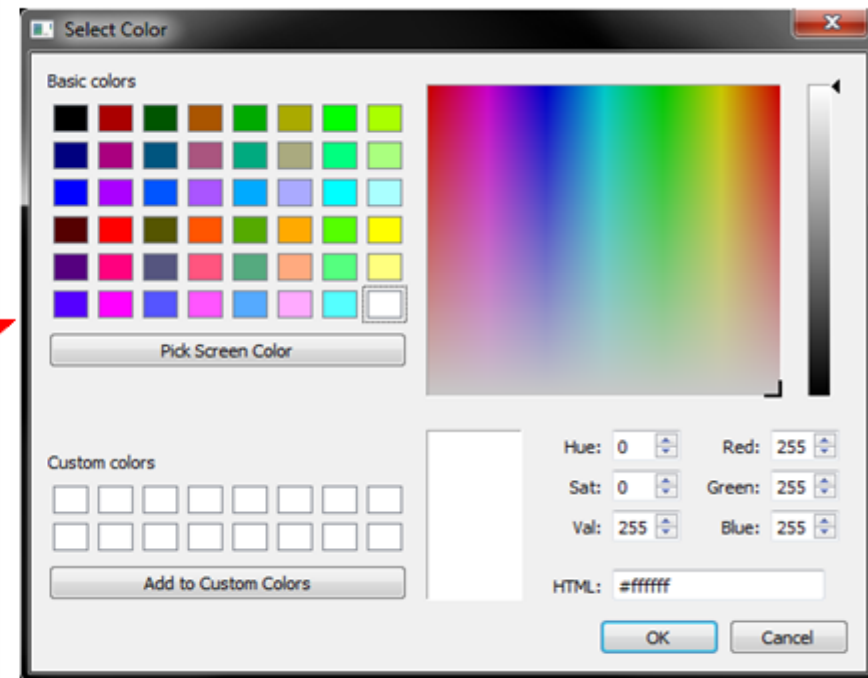 Select Color
Basic colors
Pick Screen Color
Custom colors
Add to Custom Colors
Hue: 0 Red: 255
Sat: 0 Green: 255
Val: 255 Blue: 255
HTML: #ffffff
OK Cancel